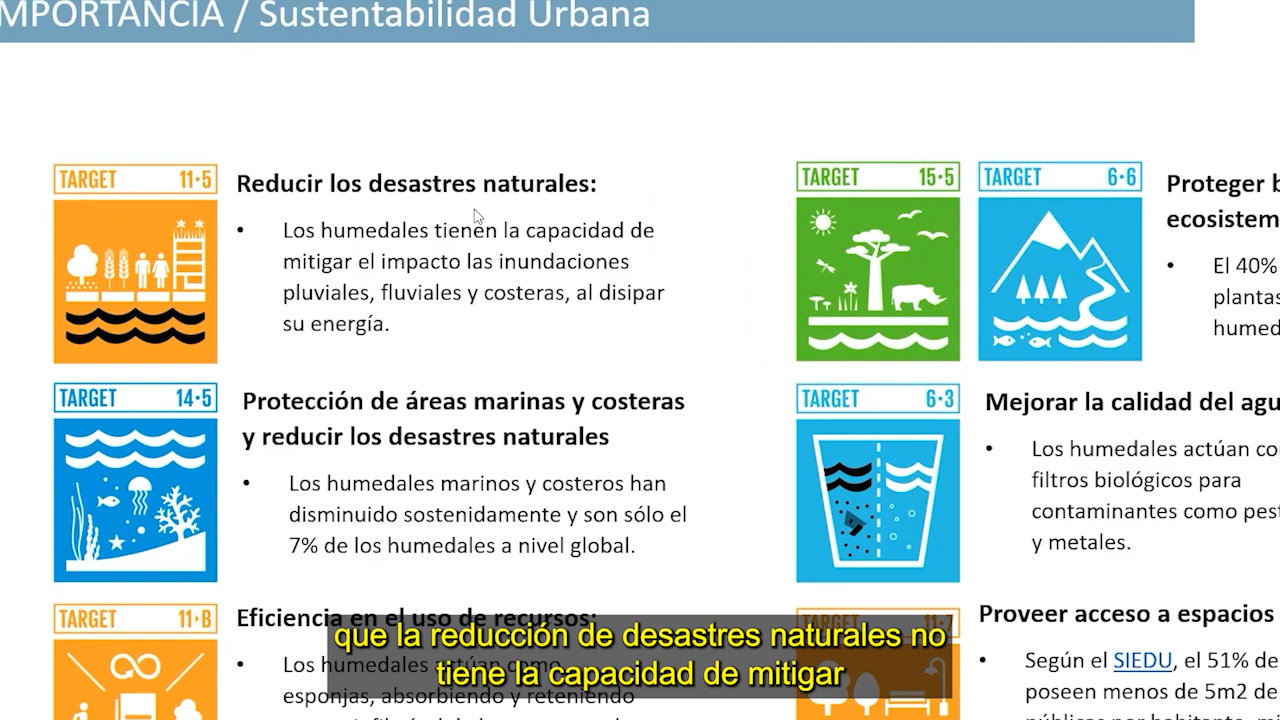 MPORTANCIA / Sustentabilidad Urbana
TARGET 11·5
Reducir los desastres naturales:
• Los humedales tienen la capacidad de
mitigar el impacto las inundaciones
pluviales, fluviales y costeras, al disipar
su energía.
TARGET 14·5
Protección de áreas marinas y costeras
y reducir los desastres naturales
• Los humedales marinos y costeros han
disminuido sostenidamente y son sólo el
7% de los humedales a nivel global.
TARGET 11·B
Eficiencia en el uso de recursos:
• Los humedales actúan como
esponjas, absorbiendo y reteniendo
TARGET 15·5
TARGET 6·6
Proteger b
ecosistem
• El 40%
plantas
humed
TARGET 6·3
Mejorar la calidad del agu
• Los humedales actúan co
filtros biológicos para
contaminantes como pest
y metales.
11·7
Proveer acceso a espacios
• Según el SIEDU, el 51% de
poseen menos de 5m2 de
que la reducción de desastres naturales no
tiene la capacidad de mitigar